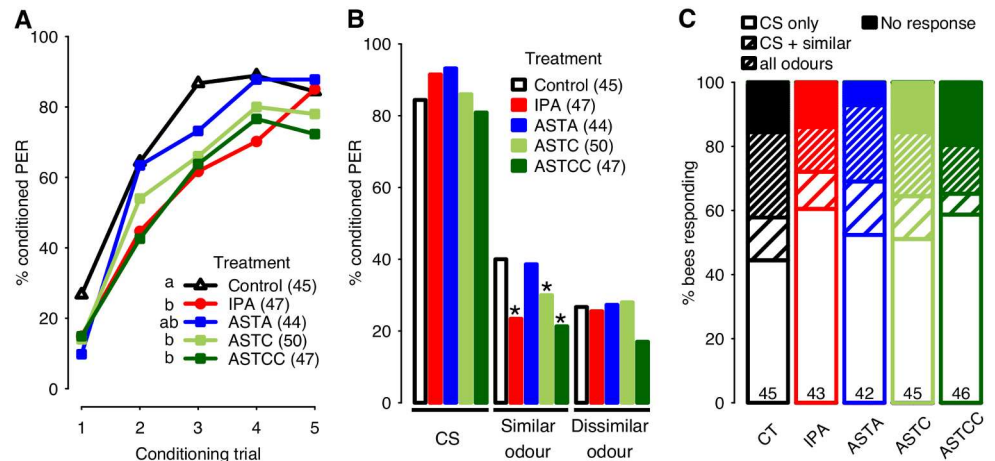 A
100
80
60
40
20
0
% conditioned PER
Treatment
a Control (45)
b IPA (47)
ab ASTA (44)
b ASTC (50)
b ASTCC (47)
1 2 3 4 5
Conditioning trial
B
100
80
60
40
20
0
% conditioned PER
Treatment
Control (45)
IPA (47)
ASTA (44)
ASTC (50)
ASTCC (47)
* * *
CS
Similar odour
Dissimilar odour
C
CS only
No response
CS + similar
all odours
100
80
60
40
20
0
% bees responding
45 43 42 45 46
CT IPA ASTA ASTC ASTCC